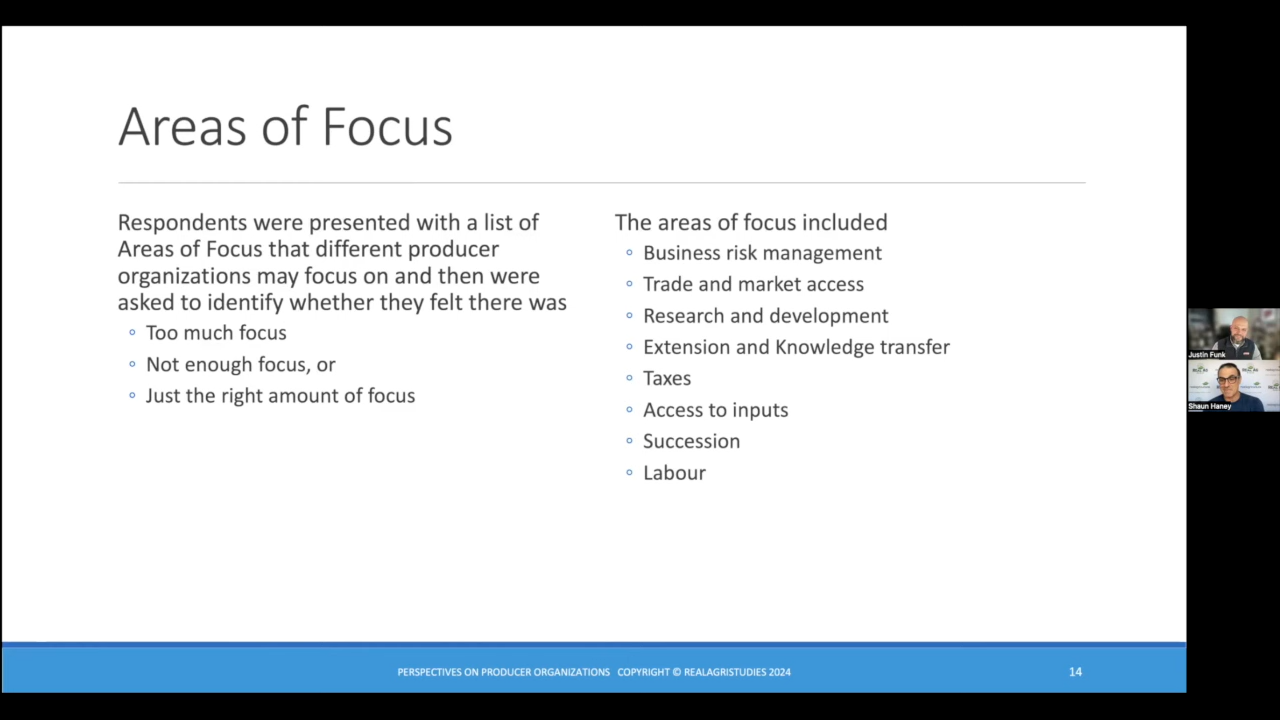 Areas of Focus
Respondents were presented with a list of
Areas of Focus that different producer
organizations may focus on and then were
asked to identify whether they felt there was
Too much focus
Not enough focus, or
Just the right amount of focus
The areas of focus included
Business risk management
Trade and market access
Research and development
Extension and Knowledge transfer
Taxes
Access to inputs
Succession
Labour
Justin Funk
Shaun Haney
PERSPECTIVES ON PRODUCER ORGANIZATIONS COPYRIGHT © REALAGRISTUDIES 2024
14